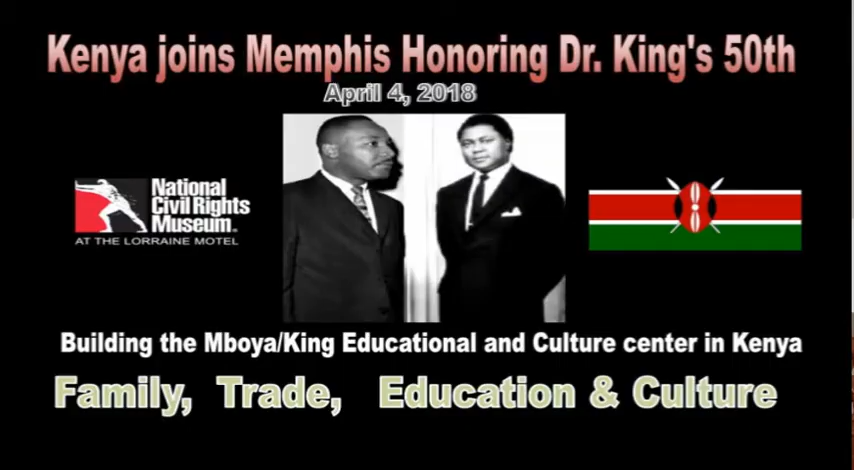 Kenya joins Memphis Honoring Dr. King's 50th
April 4, 2018
National
Civil Rights
Museum.
AT THE LORRAINE MOTEL
Building the Mboya/King Educational and Culture center in Kenya
Family, Trade, Education & Culture